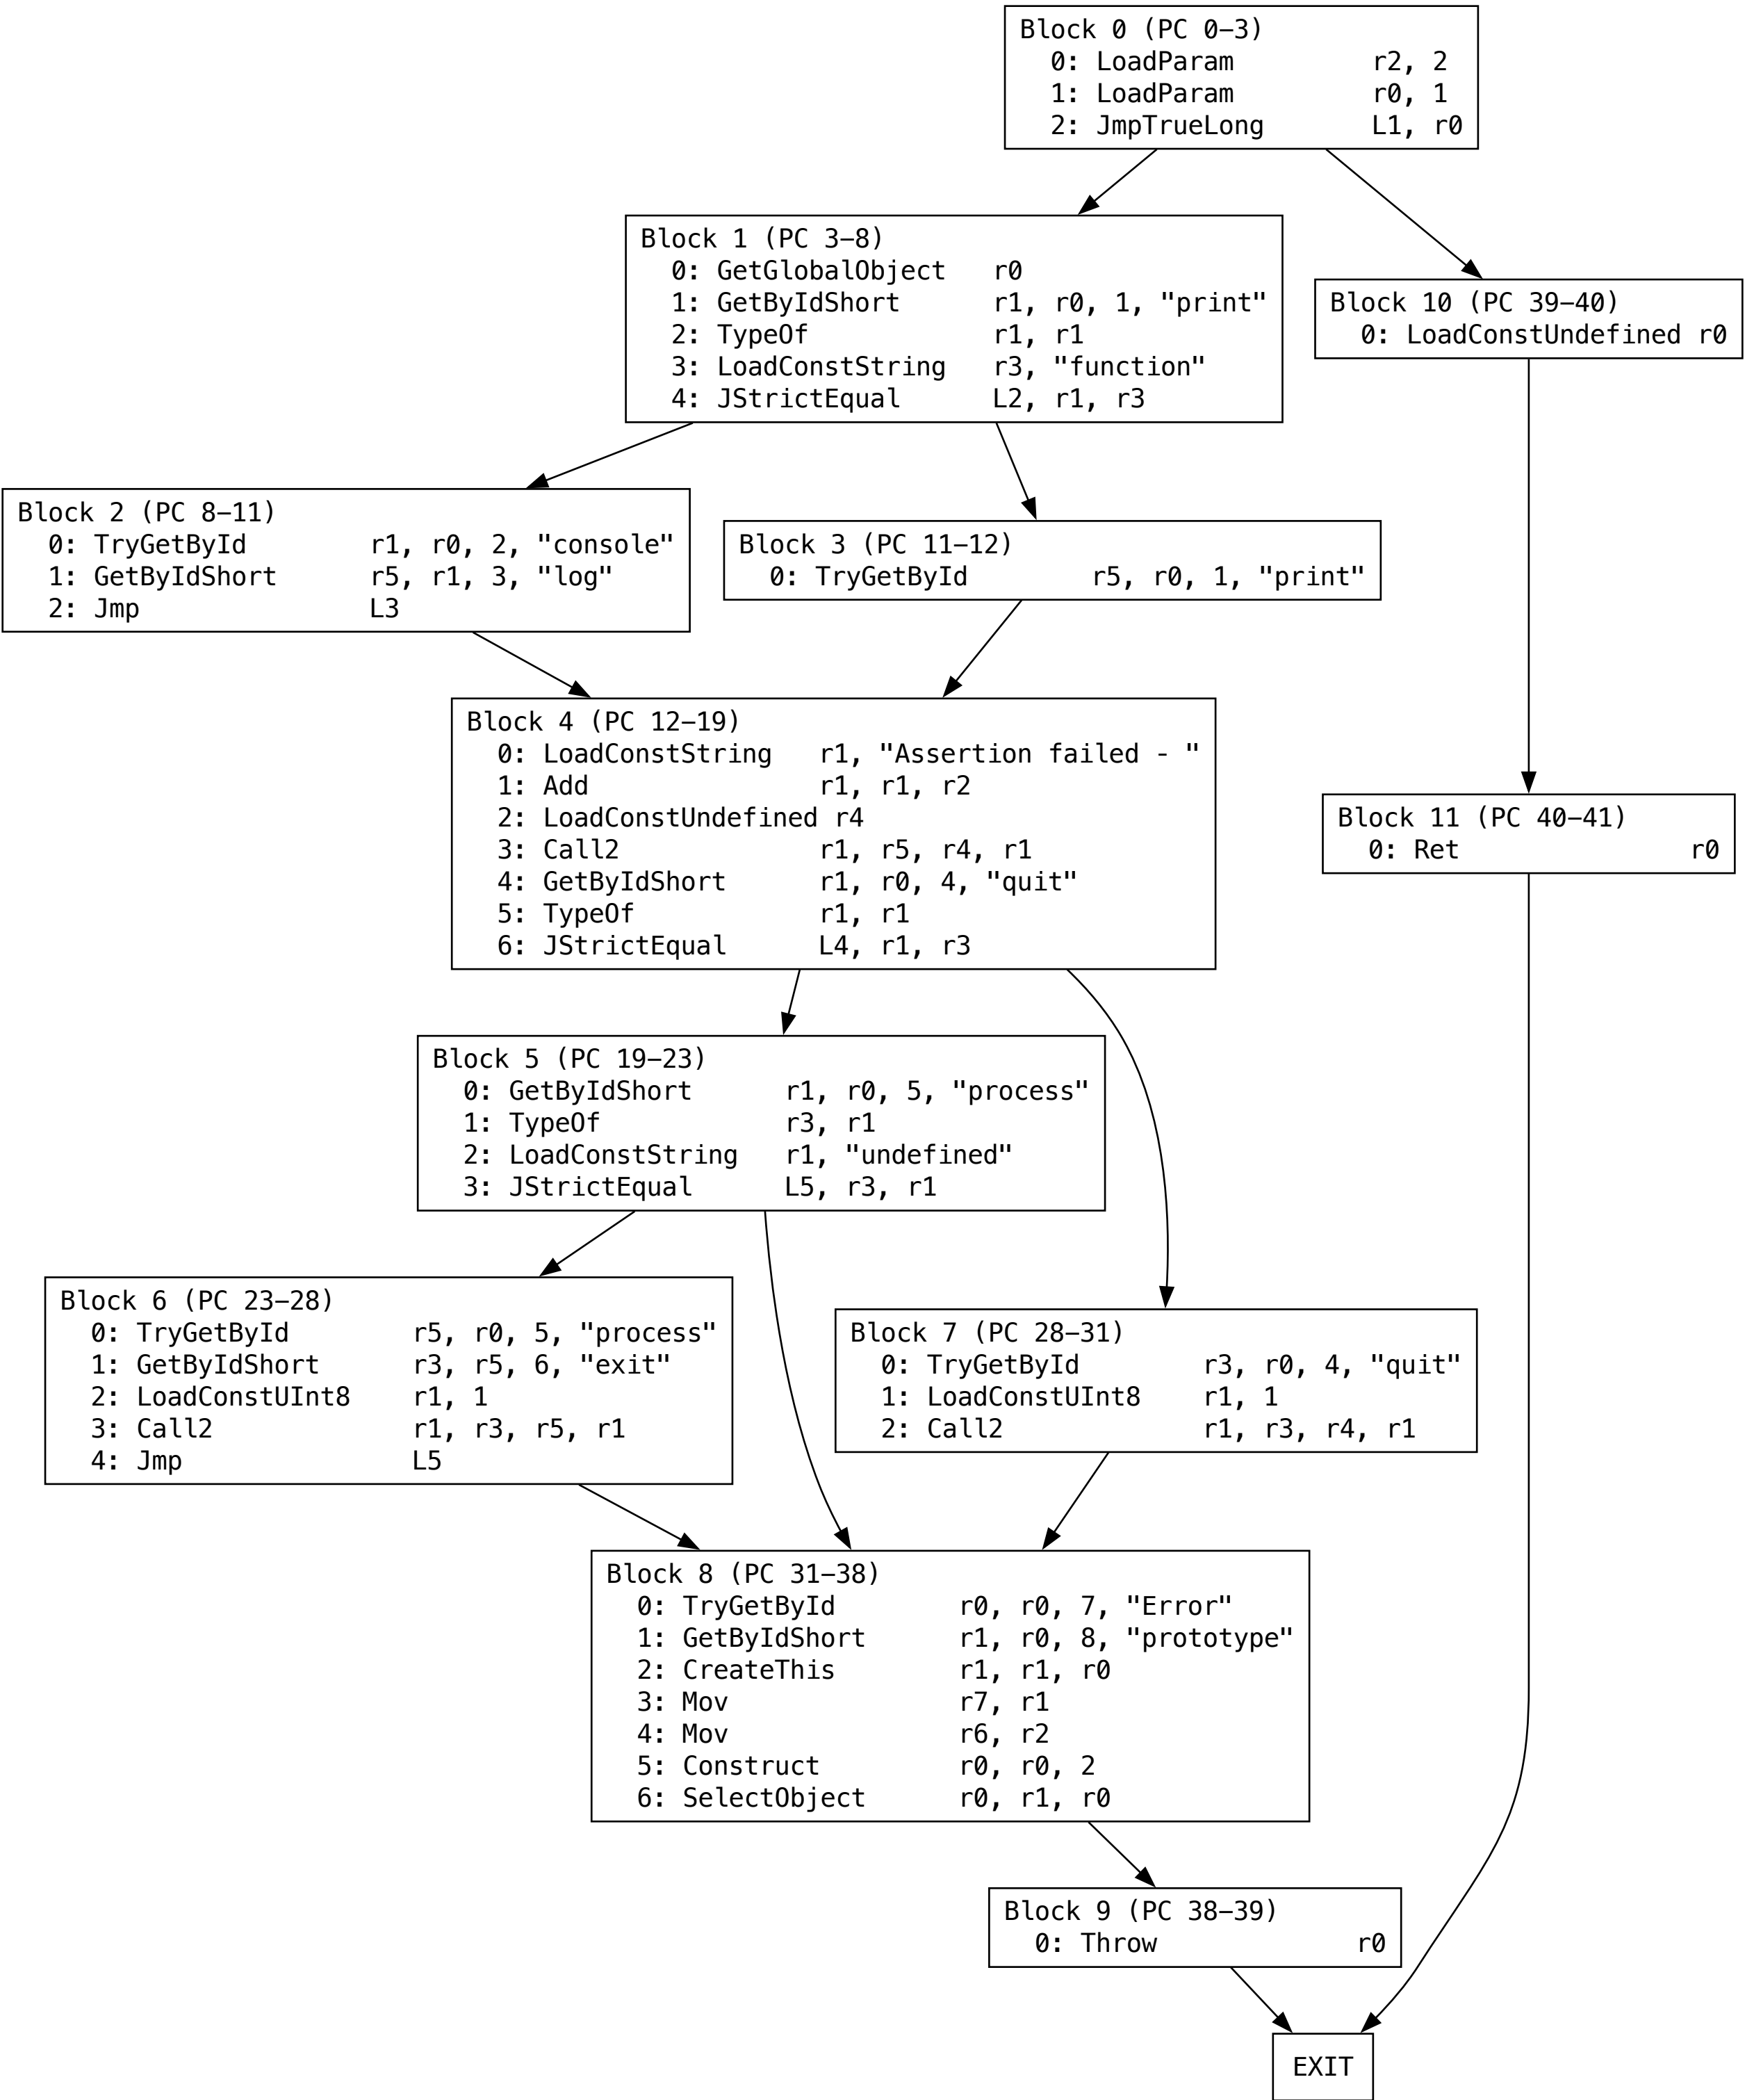 Block 0 (PC 0–3)
0: LoadParam r2, 2
1: LoadParam r0, 1
2: JmpTrueLong L1, r0
Block 1 (PC 3–8)
0: GetGlobalObject r0
1: GetByIdShort r1, r0, 1, "print"
2: TypeOf r1, r1
3: LoadConstString r3, "function"
4: JStrictEqual L2, r1, r3
Block 10 (PC 39–40)
0: LoadConstUndefined r0
Block 2 (PC 8–11)
0: TryGetById r1, r0, 2, "console"
1: GetByIdShort r5, r1, 3, "log"
2: Jmp L3
Block 3 (PC 11–12)
0: TryGetById r5, r0, 1, "print"
Block 4 (PC 12–19)
0: LoadConstString r1, "Assertion failed - "
1: Add r1, r1, r2
2: LoadConstUndefined r4
3: Call2 r1, r5, r4, r1
4: GetByIdShort r1, r0, 4, "quit"
5: TypeOf r1, r1
6: JStrictEqual L4, r1, r3
Block 11 (PC 40–41)
0: Ret r0
Block 5 (PC 19–23)
0: GetByIdShort r1, r0, 5, "process"
1: TypeOf r3, r1
2: LoadConstString r1, "undefined"
3: JStrictEqual L5, r3, r1
Block 6 (PC 23–28)
0: TryGetById r5, r0, 5, "process"
1: GetByIdShort r3, r5, 6, "exit"
2: LoadConstUInt8 r1, 1
3: Call2 r1, r3, r5, r1
4: Jmp L5
Block 7 (PC 28–31)
0: TryGetById r3, r0, 4, "quit"
1: LoadConstUInt8 r1, 1
2: Call2 r1, r3, r4, r1
Block 8 (PC 31–38)
0: TryGetById r0, r0, 7, "Error"
1: GetByIdShort r1, r0, 8, "prototype"
2: CreateThis r1, r1, r0
3: Mov r7, r1
4: Mov r6, r2
5: Construct r0, r0, 2
6: SelectObject r0, r1, r0
Block 9 (PC 38–39)
0: Throw r0
EXIT